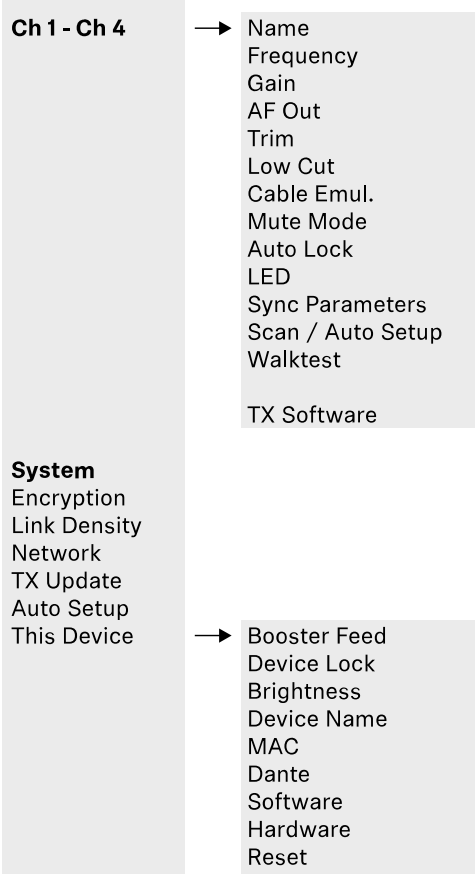 Ch 1 - Ch 4
Name
Frequency
Gain
AF Out
Trim
Low Cut
Cable Emul.
Mute Mode
Auto Lock
LED
Sync Parameters
Scan / Auto Setup
Walktest
TX Software
System
Encryption
Link Density
Network
TX Update
Auto Setup
This Device
Booster Feed
Device Lock
Brightness
Device Name
MAC
Dante
Software
Hardware
Reset